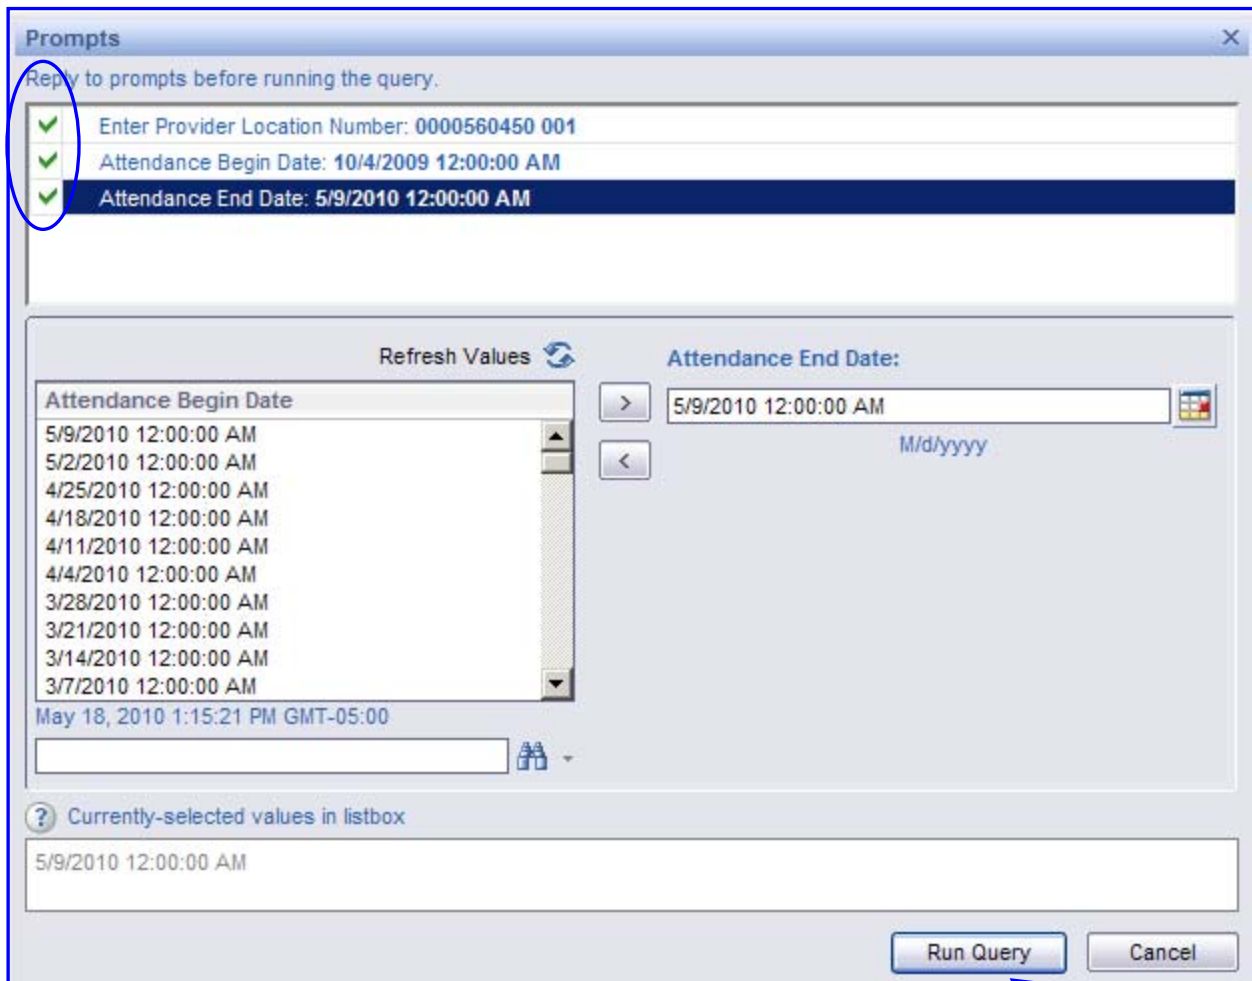 Prompts
Reply to prompts before running the query.
Enter Provider Location Number: 0000560450 001
Attendance Begin Date: 10/4/2009 12:00:00 AM
Attendance End Date: 5/9/2010 12:00:00 AM
Refresh Values
Attendance Begin Date
5/9/2010 12:00:00 AM
5/2/2010 12:00:00 AM
4/25/2010 12:00:00 AM
4/18/2010 12:00:00 AM
4/11/2010 12:00:00 AM
4/4/2010 12:00:00 AM
3/28/2010 12:00:00 AM
3/21/2010 12:00:00 AM
3/14/2010 12:00:00 AM
3/7/2010 12:00:00 AM
May 18, 2010 1:15:21 PM GMT-05:00
>
<
Attendance End Date:
5/9/2010 12:00:00 AM
M/d/yyyy
? Currently-selected values in listbox
5/9/2010 12:00:00 AM
Run Query
Cancel